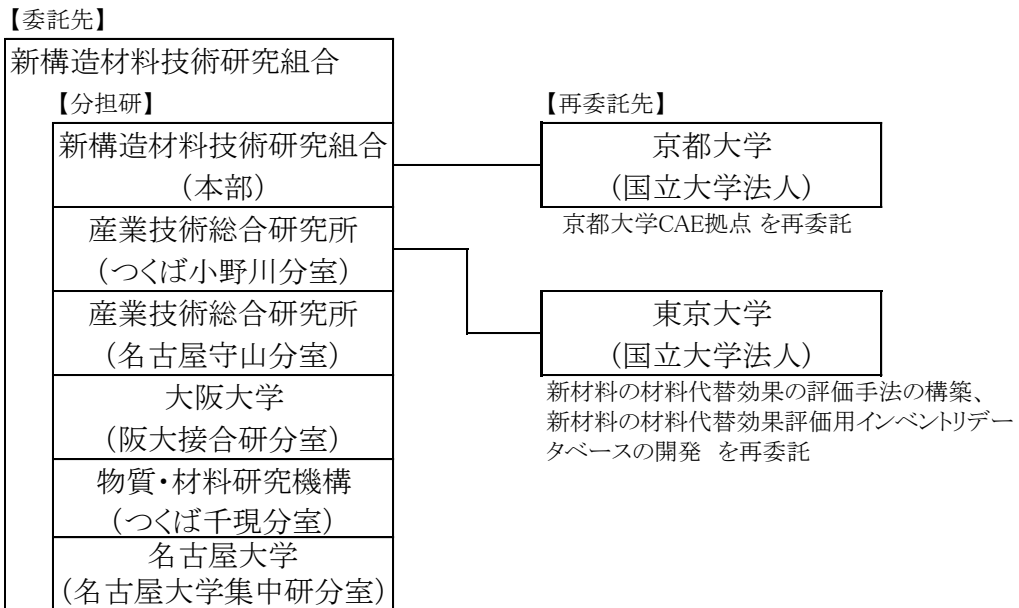 【委託先】
新構造材料技術研究組合
【分担研】
新構造材料技術研究組合
（本部）
産業技術総合研究所
（つくば小野川分室）
産業技術総合研究所
（名古屋守山分室）
大阪大学
（阪大接合研分室）
物質・材料研究機構
（つくば千現分室）
名古屋大学
（名古屋大学集中研分室）
【再委託先】
京都大学
（国立大学法人）
京都大学CAE拠点 を再委託
東京大学
（国立大学法人）
新材料の材料代替効果の評価手法の構築、
新材料の材料代替効果評価用インベントリデー
タベースの開発　を再委託